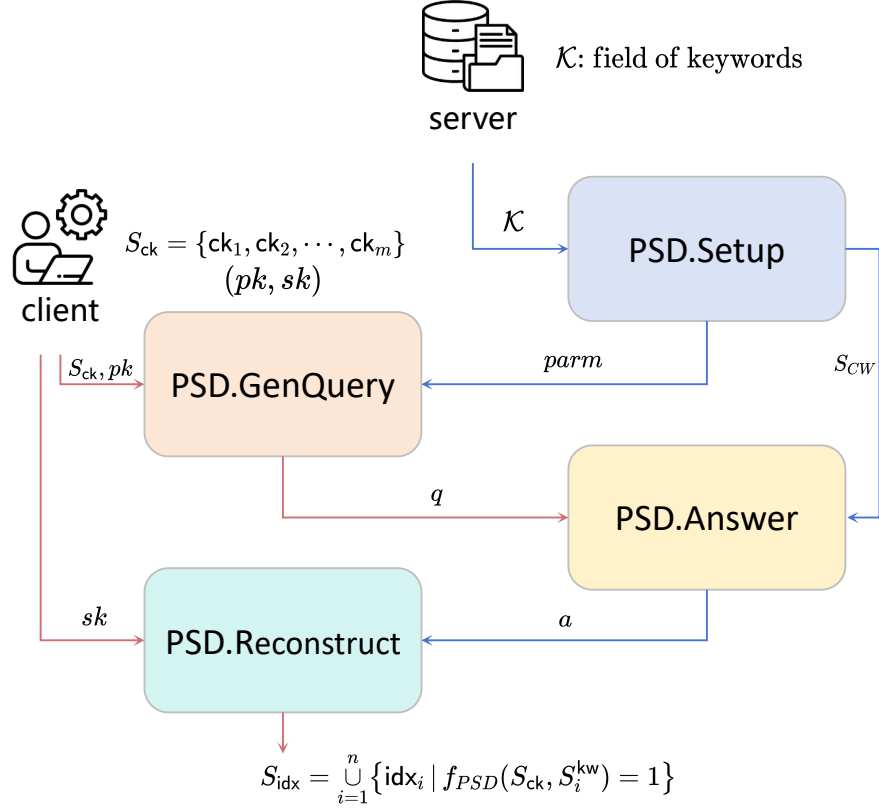 𝒦: field of keywords
server
𝒦
PSD.Setup
S_ck = {ck_1, ck_2, ⋯, ck_m}
(pk, sk)
client
S_ck, pk
PSD.GenQuery
parm
S_CW
q
PSD.Answer
sk
PSD.Reconstruct
a
S_idx = ∪_{i=1}^{n} {idx_i | f_PSD(S_ck, S_i^kw) = 1}